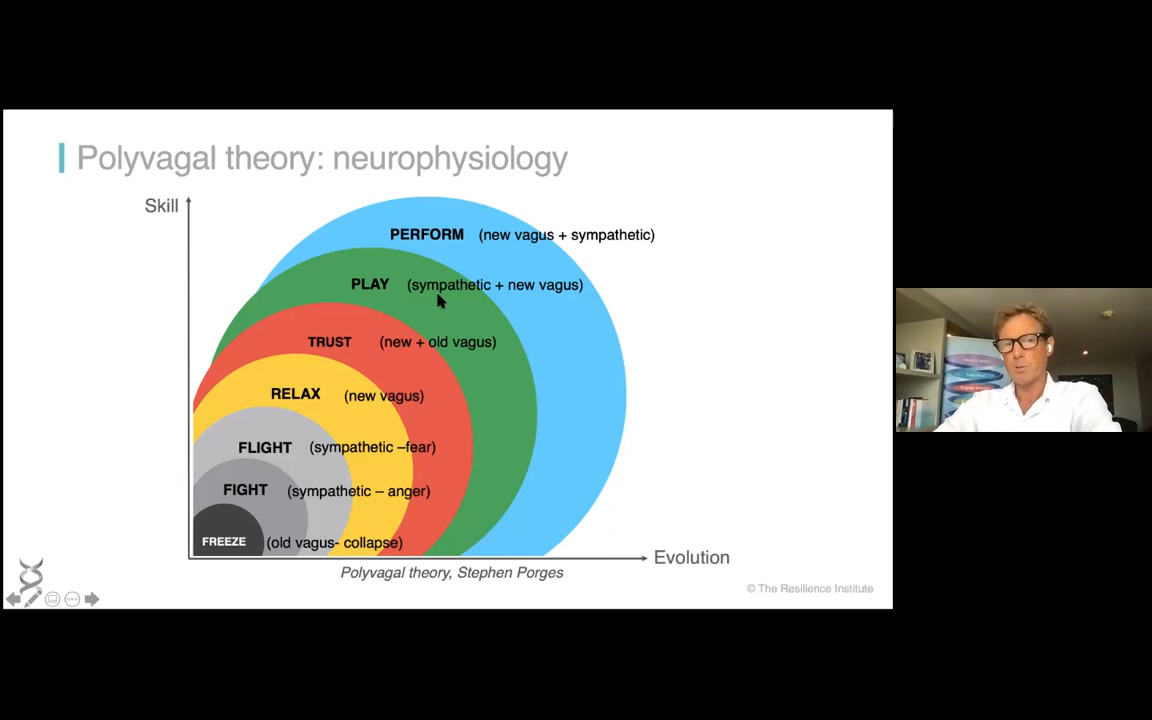 Polyvagal theory: neurophysiology
Skill
PERFORM (new vagus + sympathetic)
PLAY (sympathetic + new vagus)
TRUST (new + old vagus)
RELAX (new vagus)
FLIGHT (sympathetic –fear)
FIGHT (sympathetic – anger)
FREEZE (old vagus- collapse)
Evolution
Polyvagal theory, Stephen Porges
© The Resilience Institute